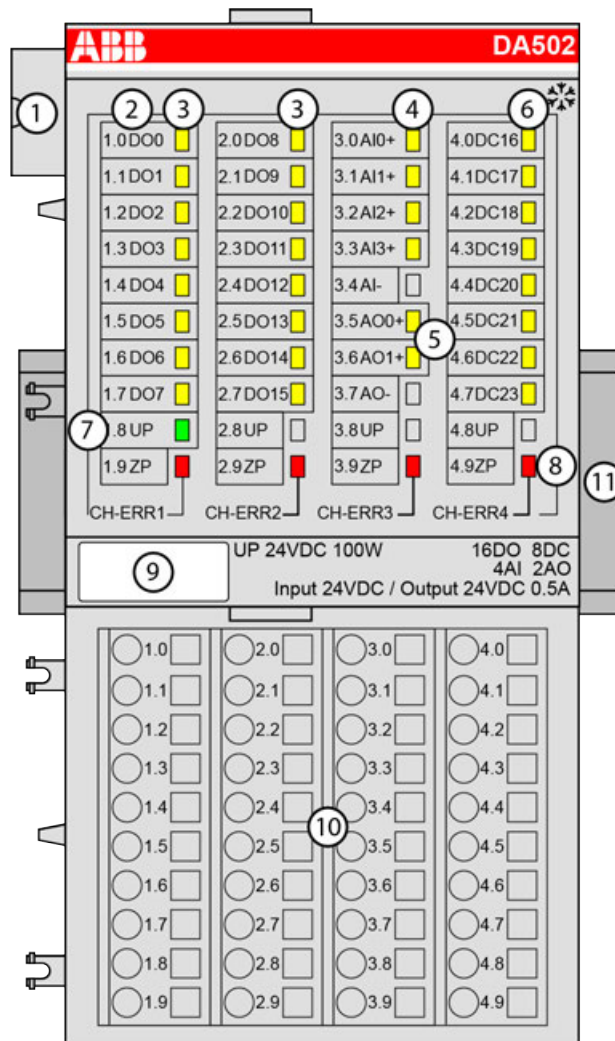 ABB DA502
1 2 3 3 4 6
1.0DO0 2.0DO8 3.0AI0+ 4.0DC16
1.1DO1 2.1DO9 3.1AI1+ 4.1DC17
1.2DO2 2.2DO10 3.2AI2+ 4.2DC18
1.3DO3 2.3DO11 3.3AI3+ 4.3DC19
1.4DO4 2.4DO12 3.4AI- 4.4DC20
1.5DO5 2.5DO13 3.5AO0+ 5 4.5DC21
1.6DO6 2.6DO14 3.6AO1+ 4.6DC22
1.7DO7 2.7DO15 3.7AO- 4.7DC23
7 .8UP 2.8UP 3.8UP 4.8UP
1.9ZP 2.9ZP 3.9ZP 4.9ZP 8 11
CH-ERR1 CH-ERR2 CH-ERR3 CH-ERR4
9 UP 24VDC 100W 16DO 8DC
4AI 2AO
Input 24VDC / Output 24VDC 0.5A
1.0 2.0 3.0 4.0
1.1 2.1 3.1 4.1
1.2 2.2 3.2 4.2
1.3 2.3 3.3 4.3
1.4 2.4 10 3.4 4.4
1.5 2.5 3.5 4.5
1.6 2.6 3.6 4.6
1.7 2.7 3.7 4.7
1.8 2.8 3.8 4.8
1.9 2.9 3.9 4.9